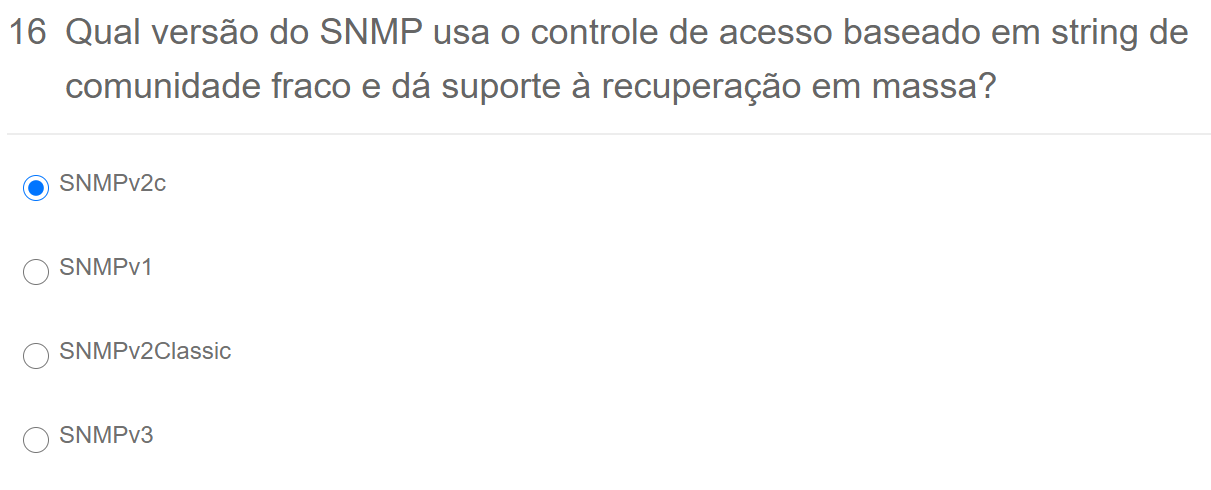 16 Qual versão do SNMP usa o controle de acesso baseado em string de
comunidade fraco e dá suporte à recuperação em massa?
SNMPv2c
SNMPv1
SNMPv2Classic
SNMPv3